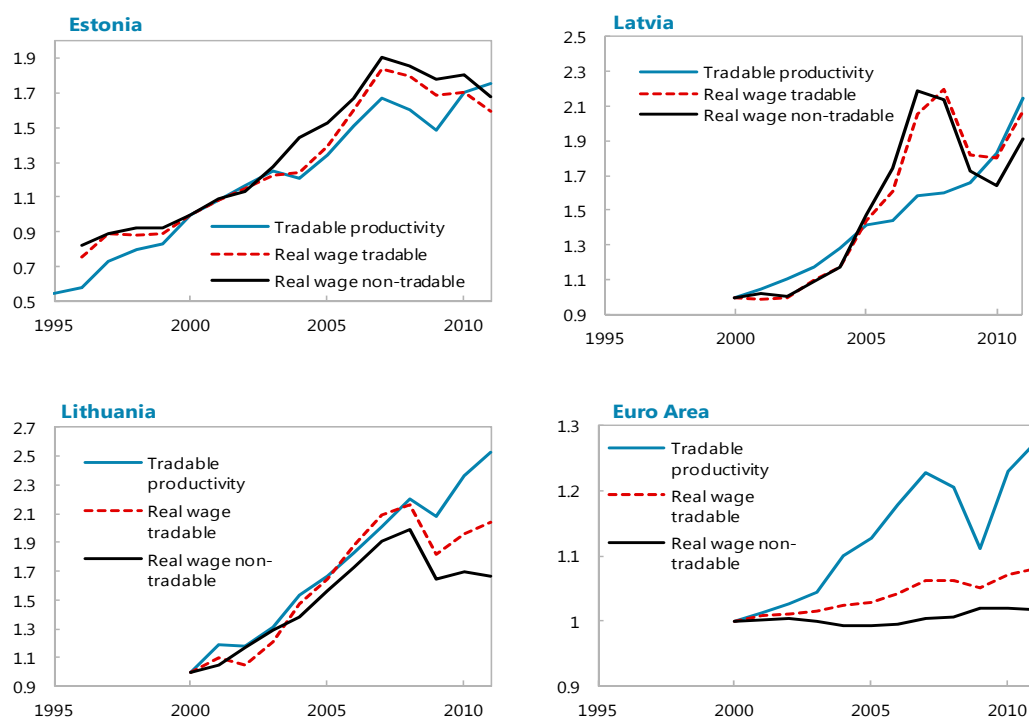 Estonia
1.9
1.7
1.5
1.3
1.1
0.9
0.7
0.5
Tradable productivity
Real wage tradable
Real wage non-tradable
1995
2000
2005
2010
Latvia
2.5
2.3
2.1
1.9
1.7
1.5
1.3
1.1
0.9
Tradable productivity
Real wage tradable
Real wage non-tradable
1995
2000
2005
2010
Lithuania
2.7
2.5
2.3
2.1
1.9
1.7
1.5
1.3
1.1
0.9
Tradable
productivity
Real wage
tradable
Real wage non-
tradable
1995
2000
2005
2010
Euro Area
1.3
1.2
1.1
1
0.9
Tradable
productivity
Real wage
tradable
Real wage non-
tradable
1995
2000
2005
2010